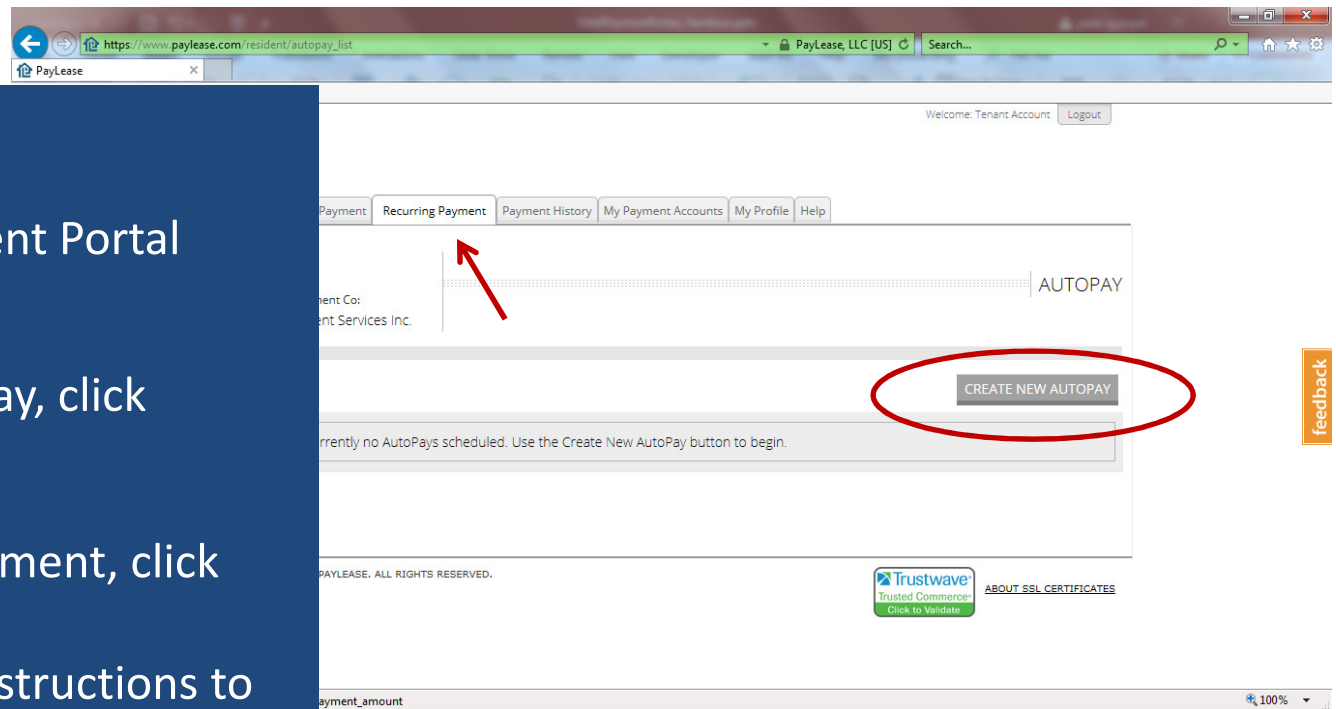 https://www.paylease.com/resident/autopay_list
PayLease, LLC [US]
Search...
PayLease
Welcome: Tenant Account
Logout
ent Portal
ay, click
ment, click
structions to
Payment
Recurring Payment
Payment History
My Payment Accounts
My Profile
Help
AUTOPAY
ment Co:
ent Services Inc.
CREATE NEW AUTOPAY
rrently no AutoPays scheduled. Use the Create New AutoPay button to begin.
feedback
PAYLEASE. ALL RIGHTS RESERVED.
Trustwave
Trusted Commerce
Click to Validate
ABOUT SSL CERTIFICATES
ayment_amount
100%